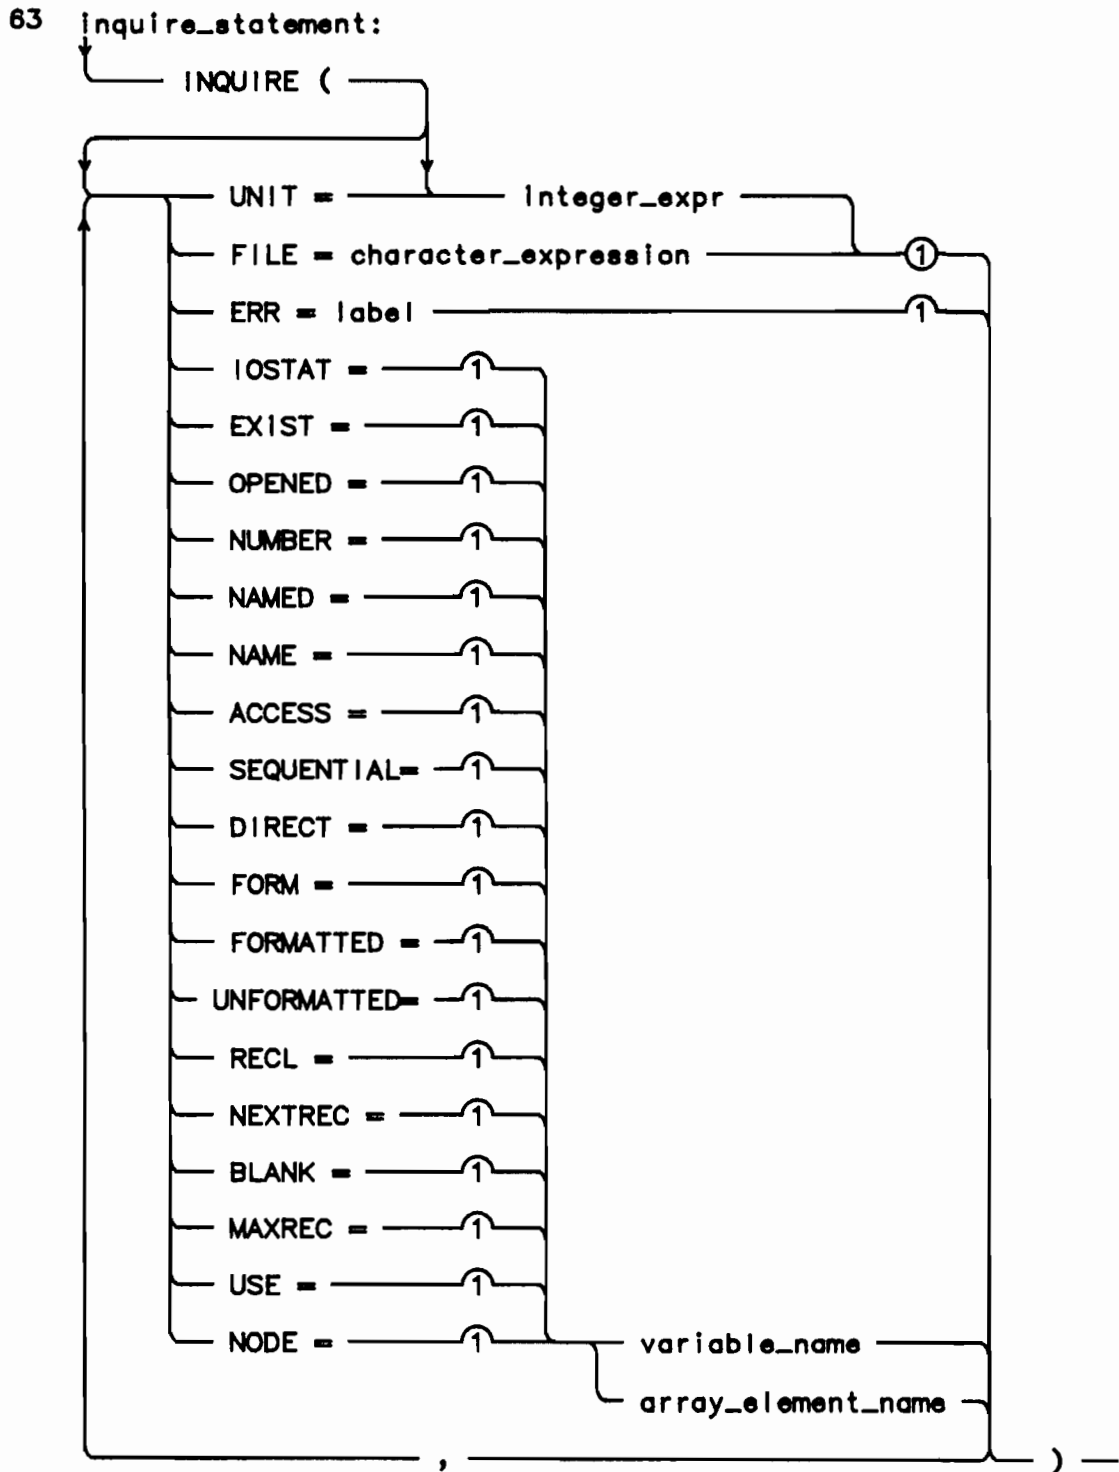 63 inquire_statement:
INQUIRE (
UNIT = integer_expr
FILE = character_expression 1
ERR = label 1
IOSTAT = 1
EXIST = 1
OPENED = 1
NUMBER = 1
NAMED = 1
NAME = 1
ACCESS = 1
SEQUENTIAL= 1
DIRECT = 1
FORM = 1
FORMATTED = 1
UNFORMATTED= 1
RECL = 1
NEXTREC = 1
BLANK = 1
MAXREC = 1
USE = 1
NODE = 1 variable_name
array_element_name
, )